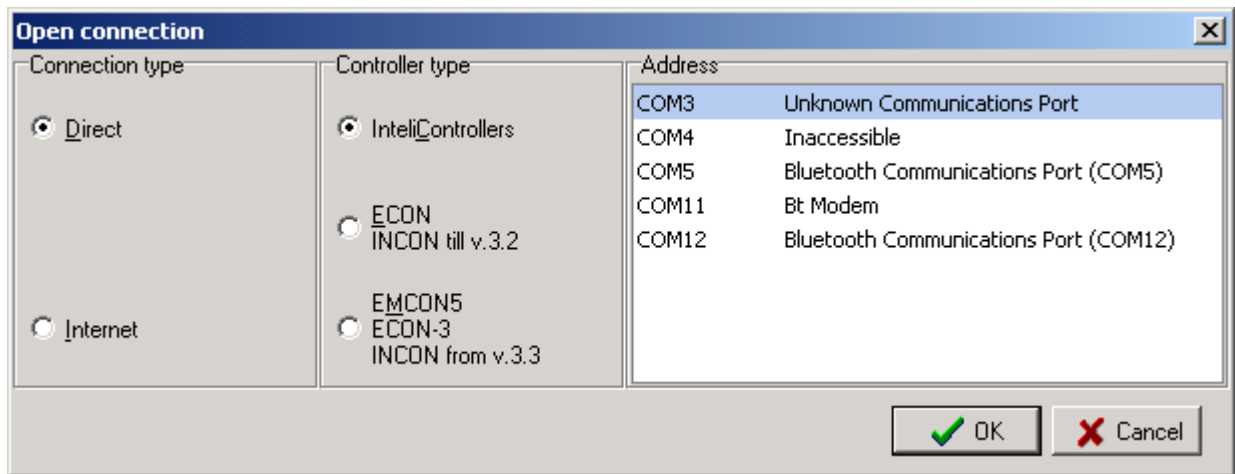 Open connection
Connection type
Direct
Internet
Controller type
InteliControllers
ECON
INCON till v.3.2
EMCON5
ECON-3
INCON from v.3.3
Address
COM3 Unknown Communications Port
COM4 Inaccessible
COM5 Bluetooth Communications Port (COM5)
COM11 Bt Modem
COM12 Bluetooth Communications Port (COM12)
OK
Cancel